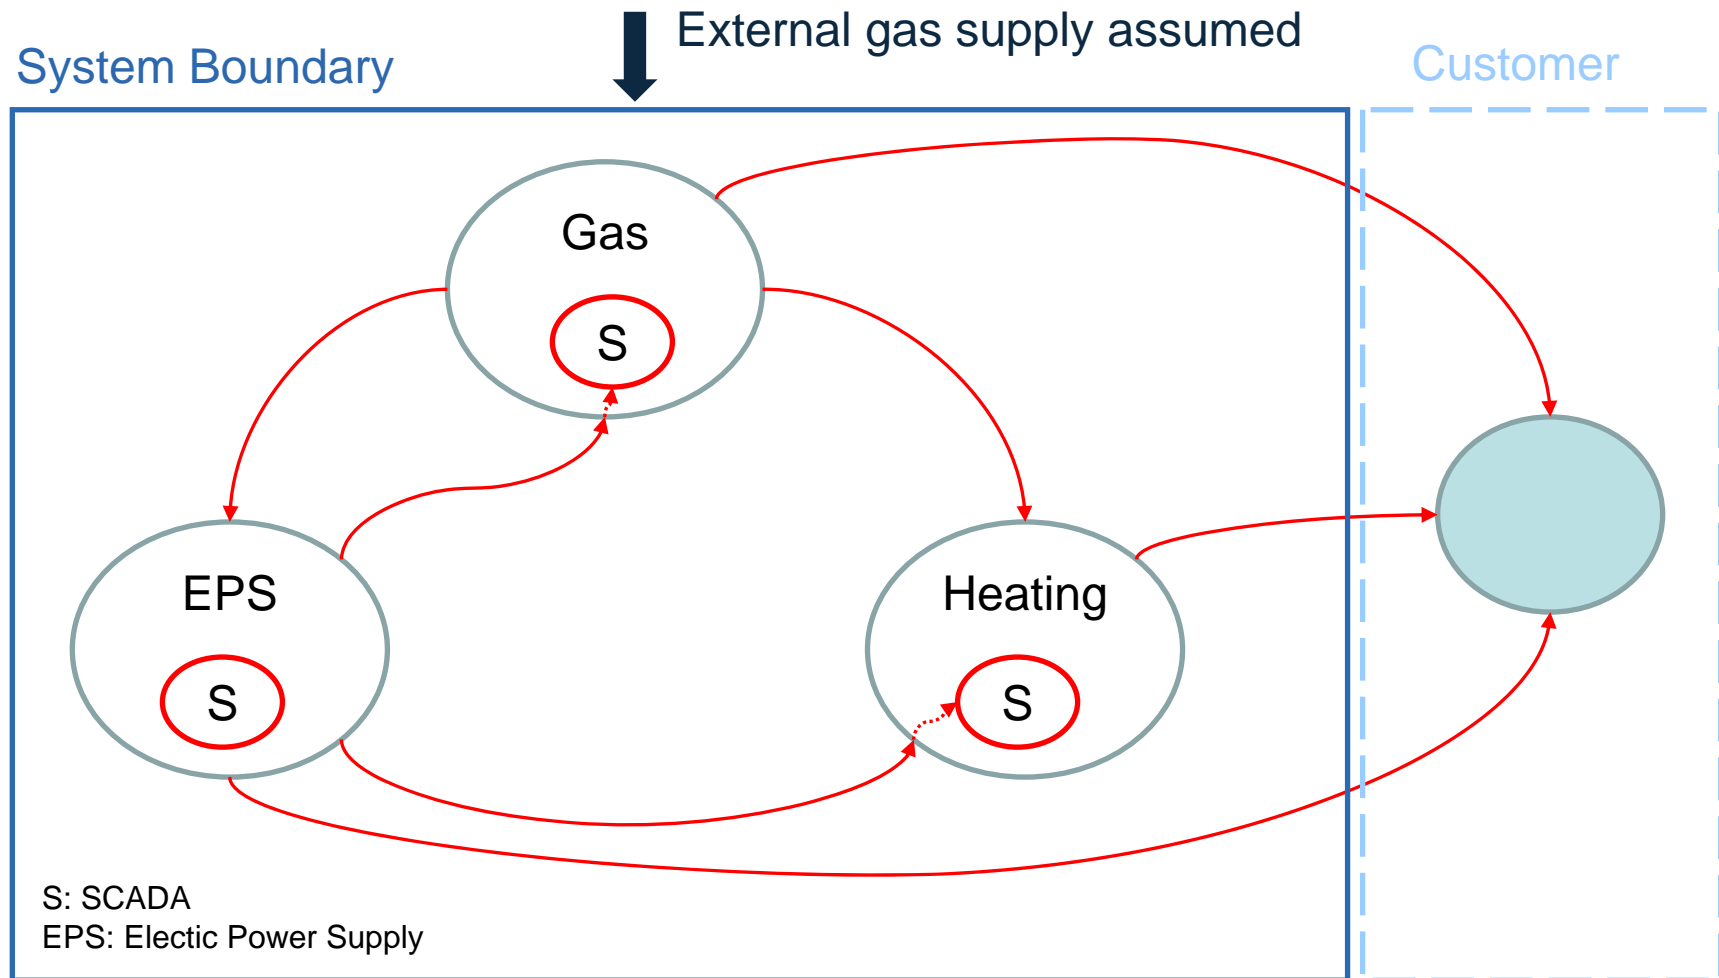 External gas supply assumed
System Boundary
Customer
Gas
S
EPS
Heating
S
S
S: SCADA
EPS: Electic Power Supply